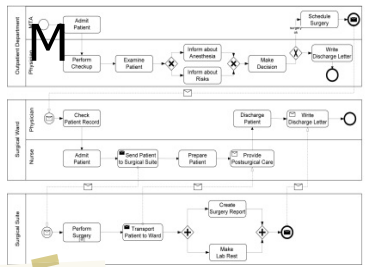 M
Outpatient Department
MTA
Physician
Admit
Patient
Schedule
Surgery
Perform
Checkup
Examine
Patient
Inform about
Anesthesia
Inform about
Risks
Make
Decision
Write
Discharge Letter
Surgical Ward
Physician
Nurse
Check
Patient Record
Discharge
Patient
Write
Discharge Letter
Admit
Patient
Send Patient
to Surgical Suite
Prepare
Patient
Provide
Postsurgical Care
Surgical Suite
Perform
Surgery
Transport
Patient to Ward
Create
Surgery Report
Make
Lab Rest